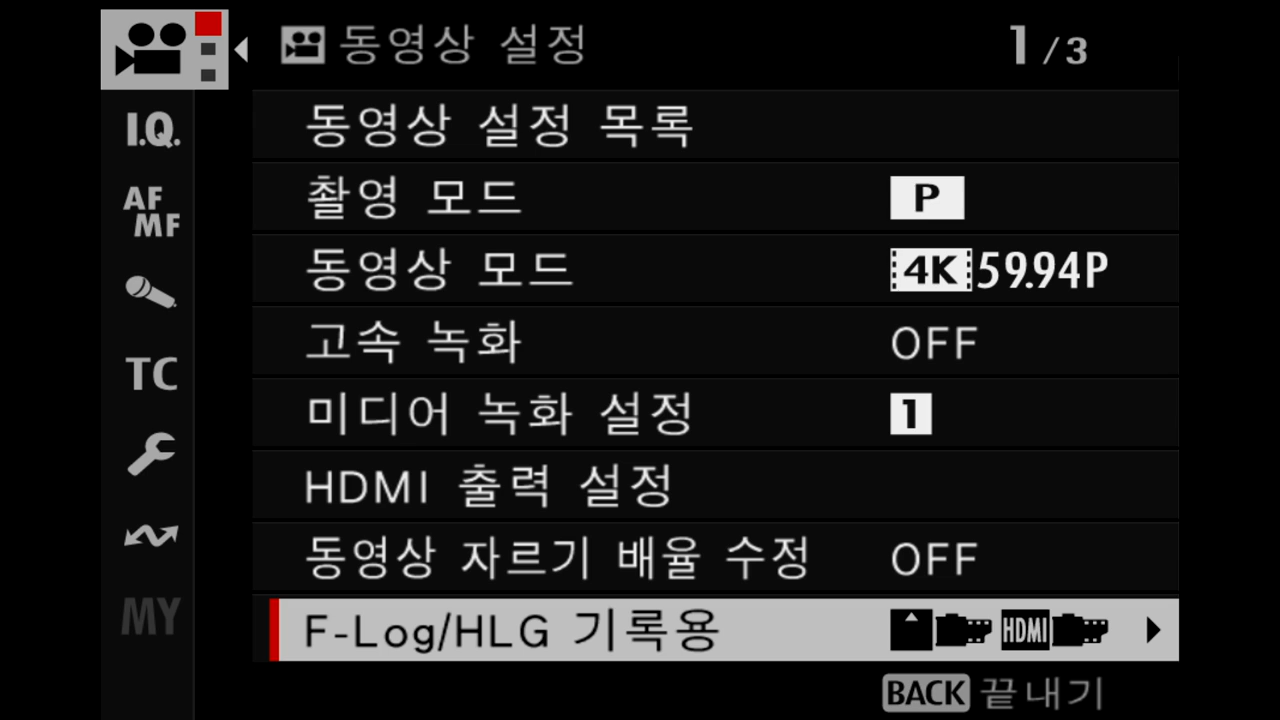 동영상 설정 1/3
동영상 설정 목록
I.Q.
촬영 모드 P
AF
MF
동영상 모드 4K 59.94P
고속 녹화 OFF
TC
미디어 녹화 설정 1
HDMI 출력 설정
동영상 자르기 배율 수정 OFF
MY
F-Log/HLG 기록용 HDMI
BACK 끝내기